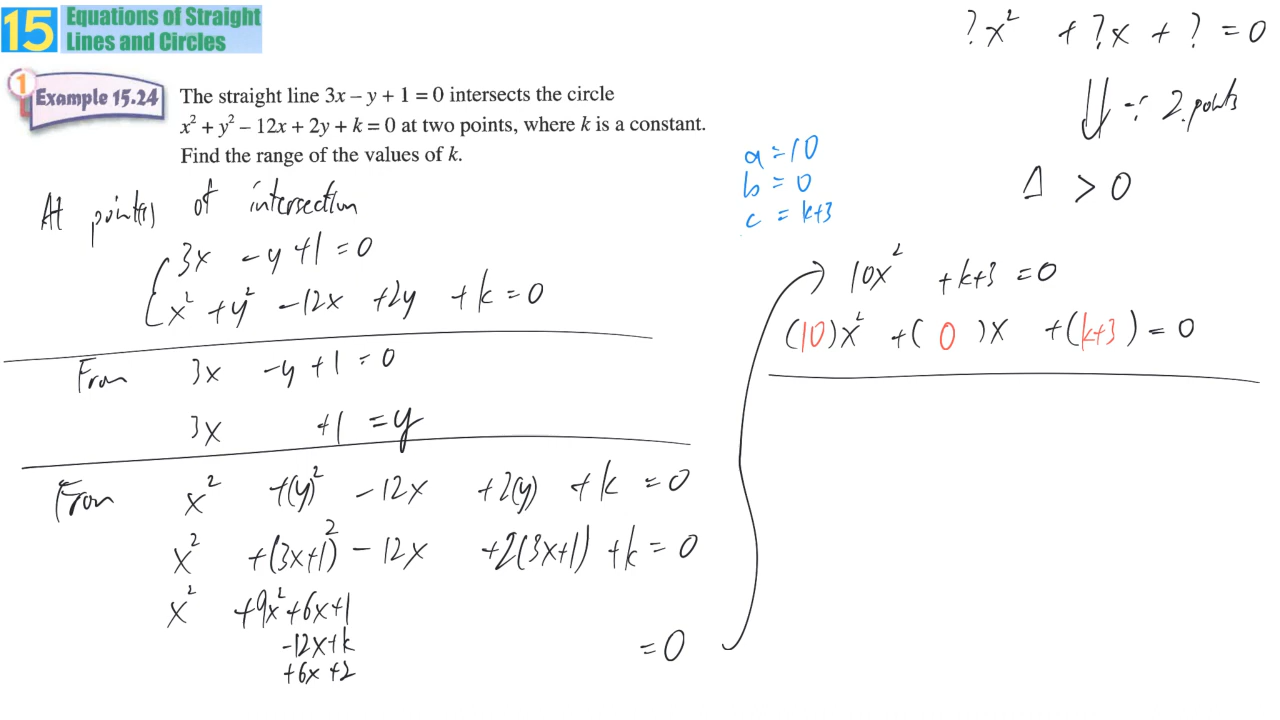 15 Equations of Straight
Lines and Circles
1
Example 15.24
The straight line 3x − y + 1 = 0 intersects the circle
x² + y² − 12x + 2y + k = 0 at two points, where k is a constant.
Find the range of the values of k.
At point(s) of intersection
3x −y +1 = 0
x² +y² −12x +2y +k = 0
From 3x −y +1 = 0
3x +1 = y
From x² +(y)² −12x +2(y) +k = 0
x² +(3x+1)² −12x +2(3x+1) +k = 0
x² +9x²+6x+1
−12x+k = 0
+6x +2
?x² +?x + ? = 0
⇓ ∵ 2 points
Δ > 0
a = 10
b = 0
c = k+3
10x² +k+3 = 0
(10)x² +( 0 )x +(k+3) = 0